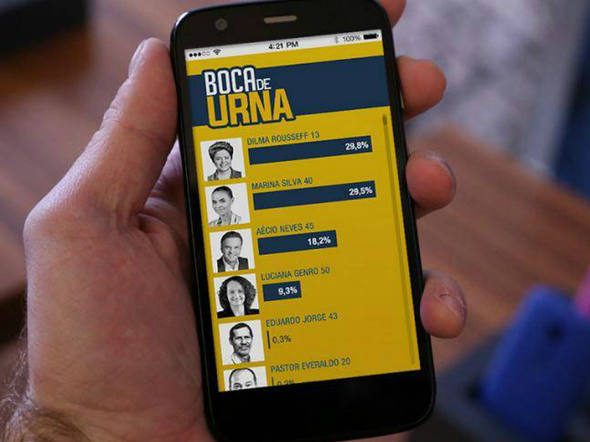 4:21 PM
100%
BOCA DE
URNA
DILMA ROUSSEFF 13
29,8%
MARINA SILVA 40
29,5%
AÉCIO NEVES 45
18,2%
LUCIANA GENRO 50
9,3%
EDUARDO JORGE 43
0,3%
PASTOR EVERALDO 20